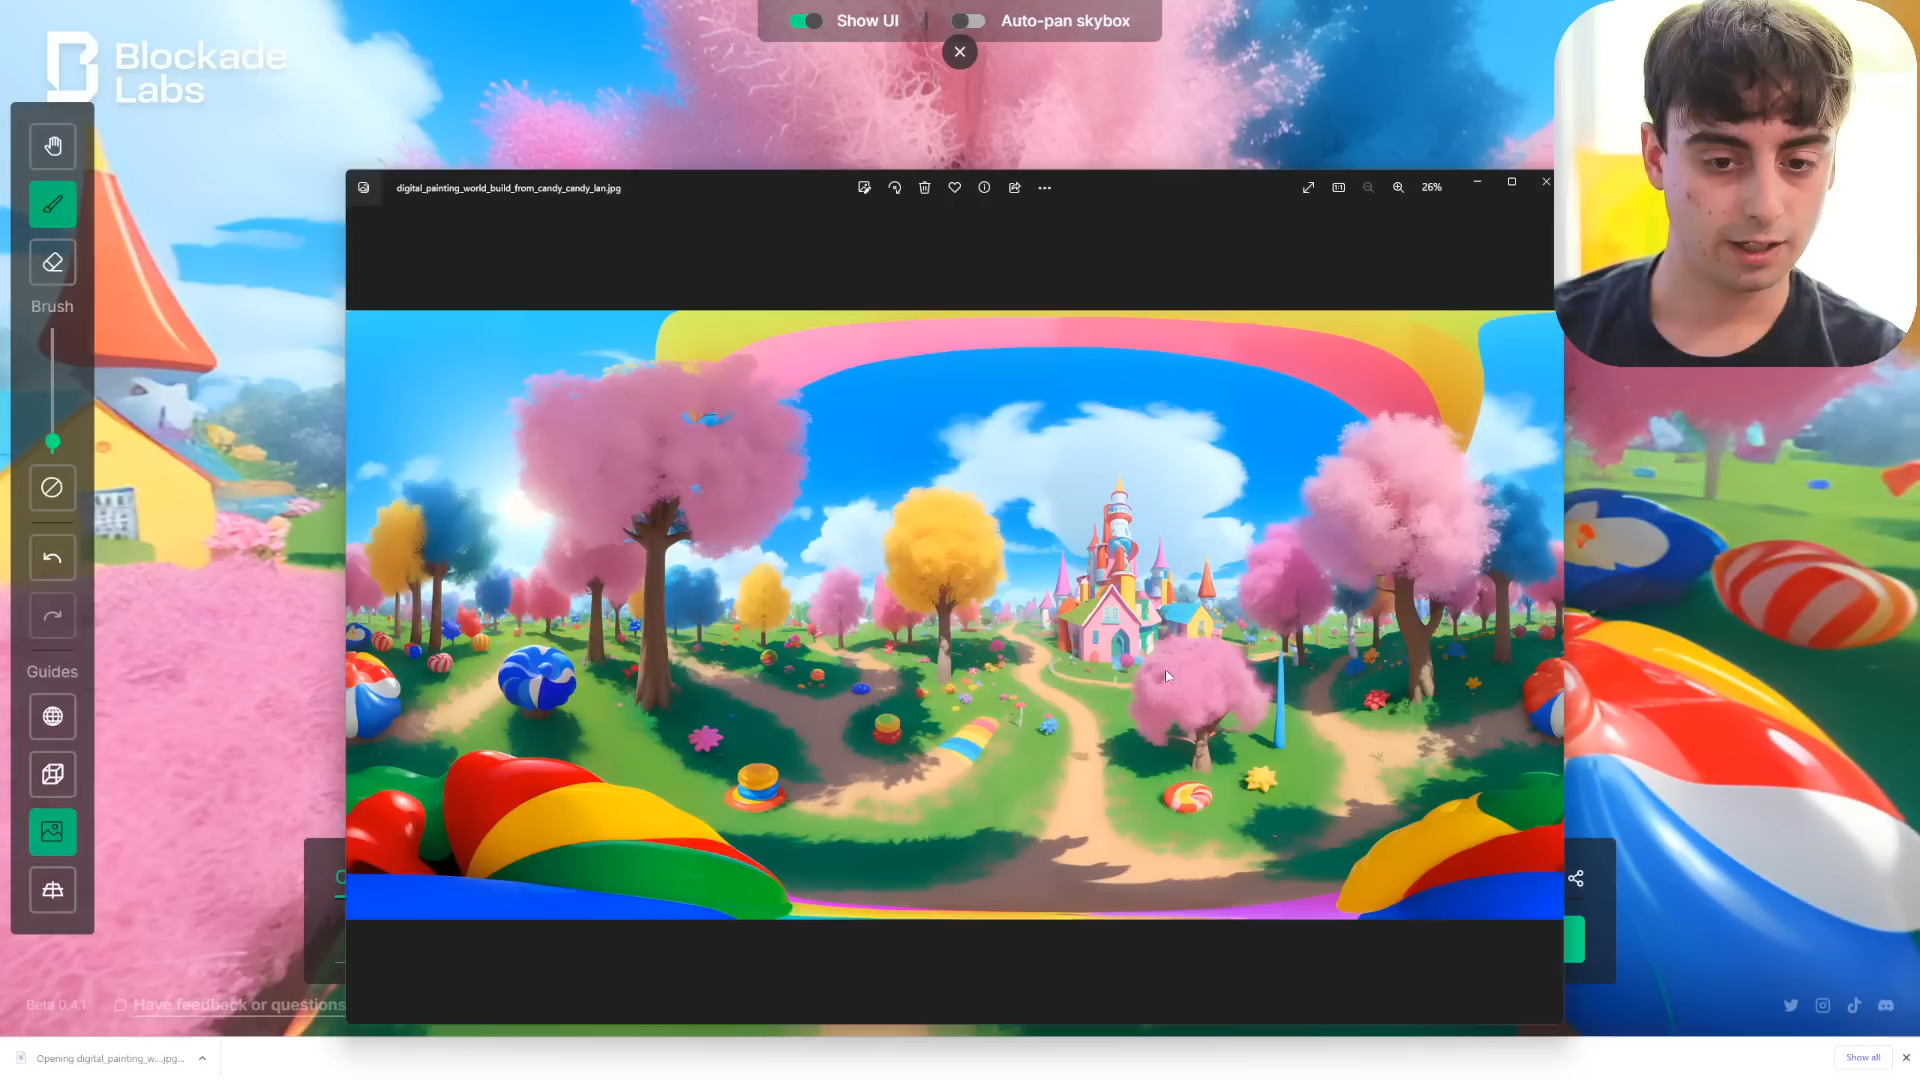 Show UI
Auto-pan skybox
Blockade
Labs
digital_painting_world_build_from_candy_candy_lan.jpg
26%
Brush
Guides
Beta 0.4.1
Have feedback or questions
Opening digital_painting_w....jpg...
Show all